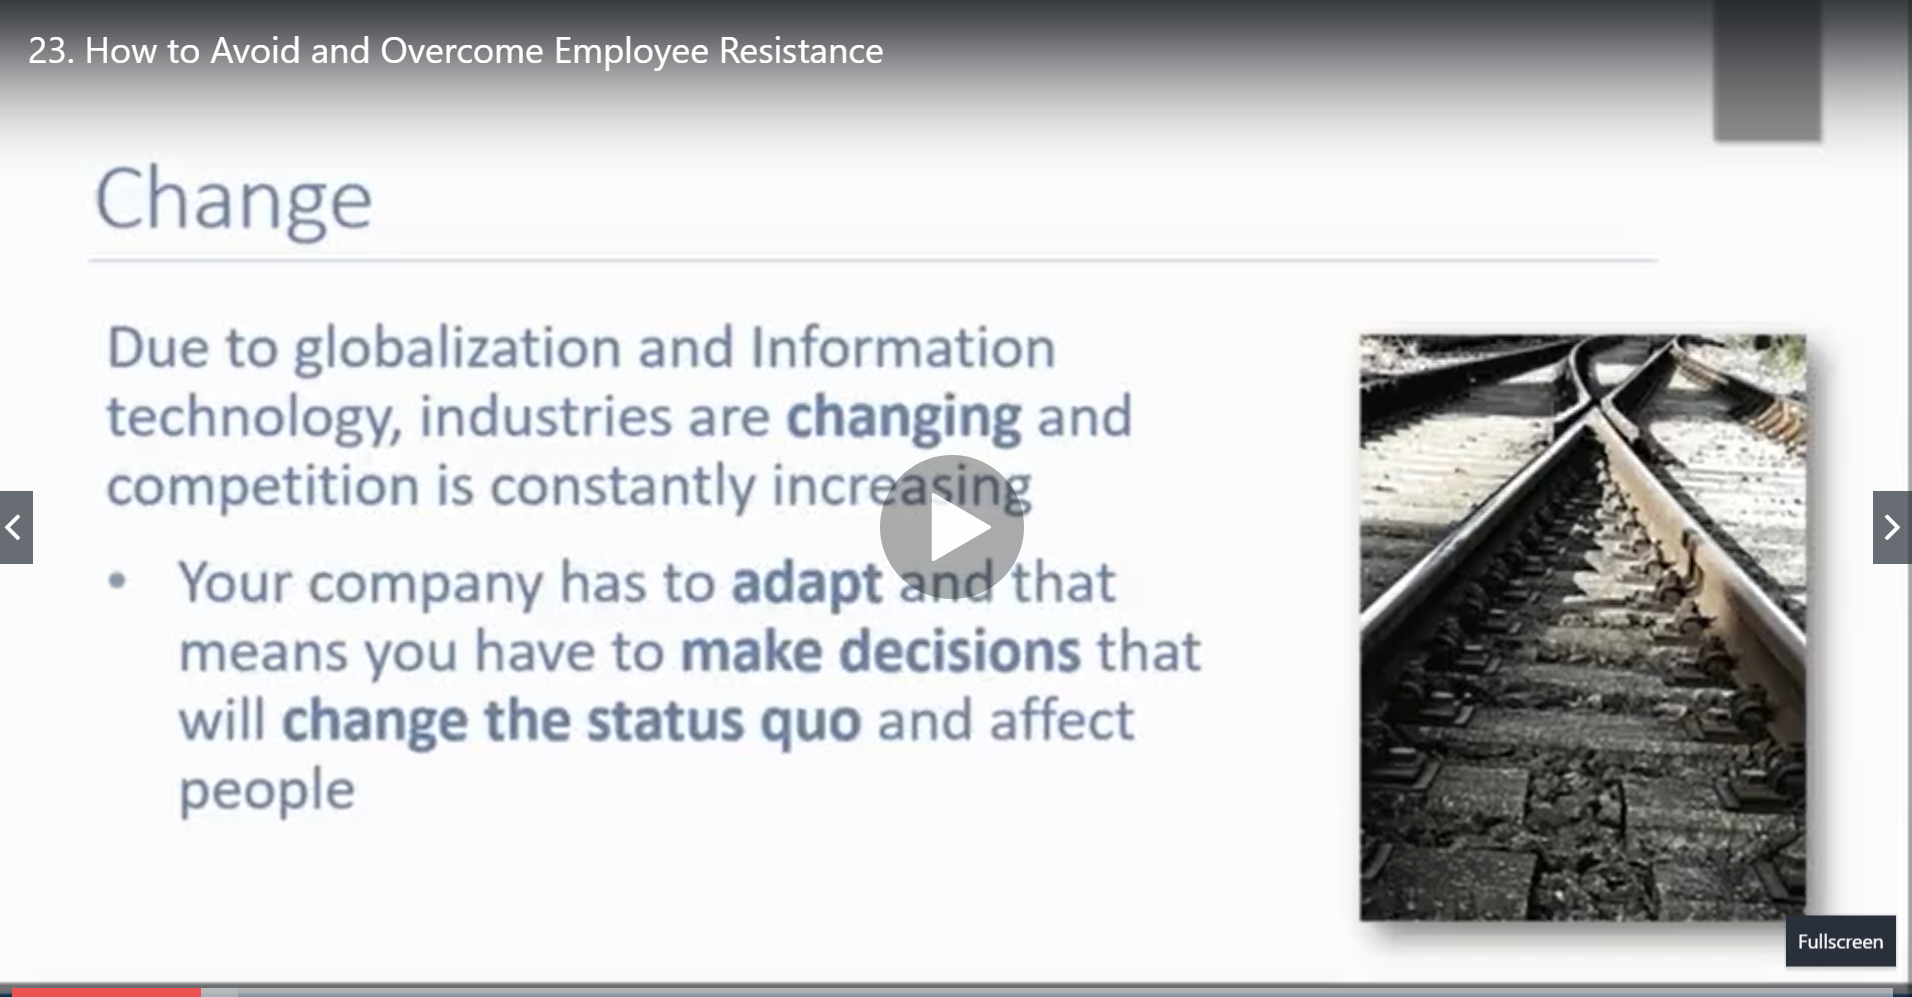 23. How to Avoid and Overcome Employee Resistance
Change
Due to globalization and Information
technology, industries are changing and
competition is constantly increasing
• Your company has to adapt and that
means you have to make decisions that
will change the status quo and affect
people
Fullscreen